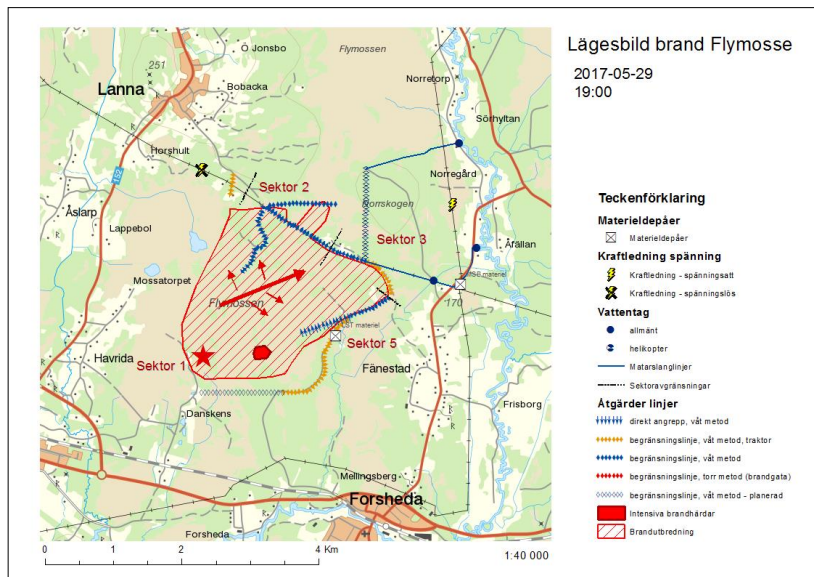 Lägesbild brand Flymosse
2017-05-29
19:00
Ö Jonsbo
Flymossen
251
Lanna
Bobacka
Norretorp
Sörhyltan
Horshult
152
Sektor 2
Norregård
Norrskogen
Åslarp
Lappebol
Sektor 3
Åfällan
Mossatorpet
MSB materiel
170
Flymossen
LST materiel
Sektor 1
Sektor 5
Havrida
Fänestad
Danskens
Frisborg
Mellingsberg
Forsheda
Forsheda
0 1 2 4 Km
1:40 000
Teckenförklaring
Materieldepåer
Materieldepåer
Kraftledning spänning
Kraftledning - spänningsatt
Kraftledning - spänningslös
Vattentag
allmänt
helikopter
Matarslanglinjer
Sektoravgränsningar
Åtgärder linjer
direkt angrepp, våt metod
begränsningslinje, våt metod, traktor
begränsningslinje, våt metod
begränsningslinje, torr metod (brandgata)
begränsningslinje, våt metod - planerad
Intensiva brandhärdar
Brandutbredning